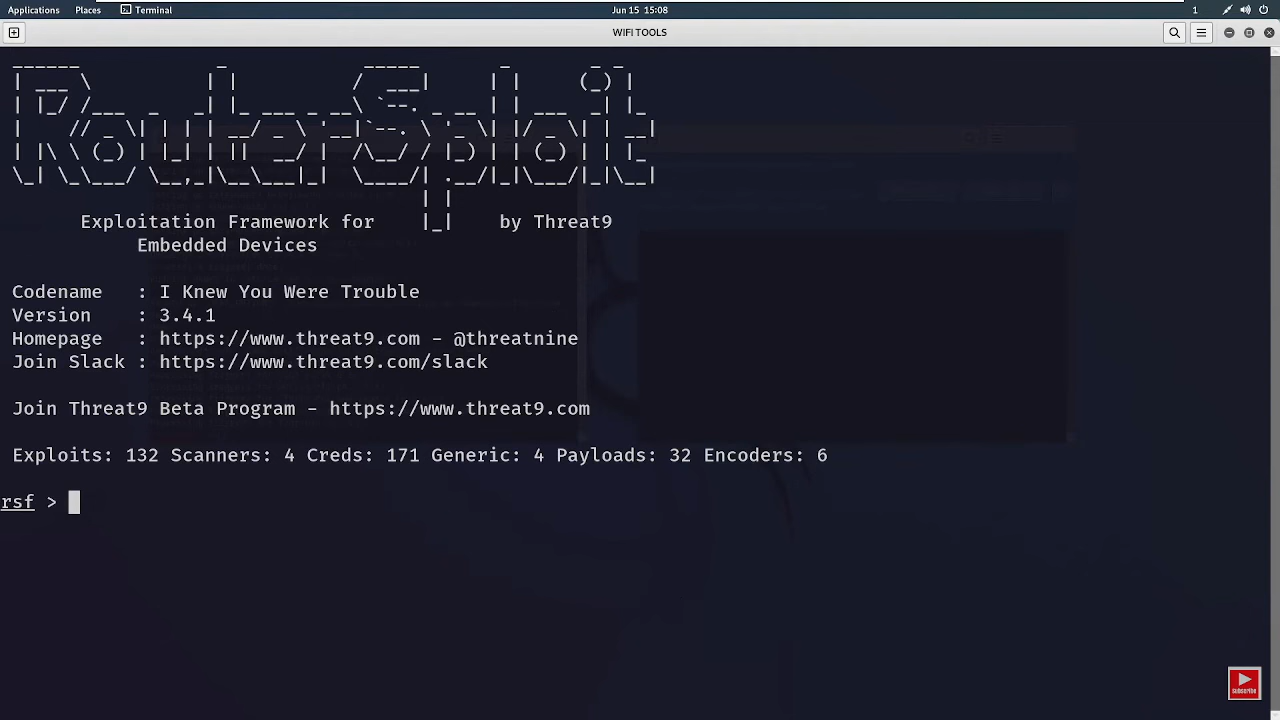 Applications Places Terminal Jun 15 15:08 1
WIFI TOOLS
RouterSploit
Exploitation Framework for by Threat9
Embedded Devices
Codename : I Knew You Were Trouble
Version : 3.4.1
Homepage : https://www.threat9.com - @threatnine
Join Slack : https://www.threat9.com/slack
Join Threat9 Beta Program - https://www.threat9.com
Exploits: 132 Scanners: 4 Creds: 171 Generic: 4 Payloads: 32 Encoders: 6
rsf >
subscribe